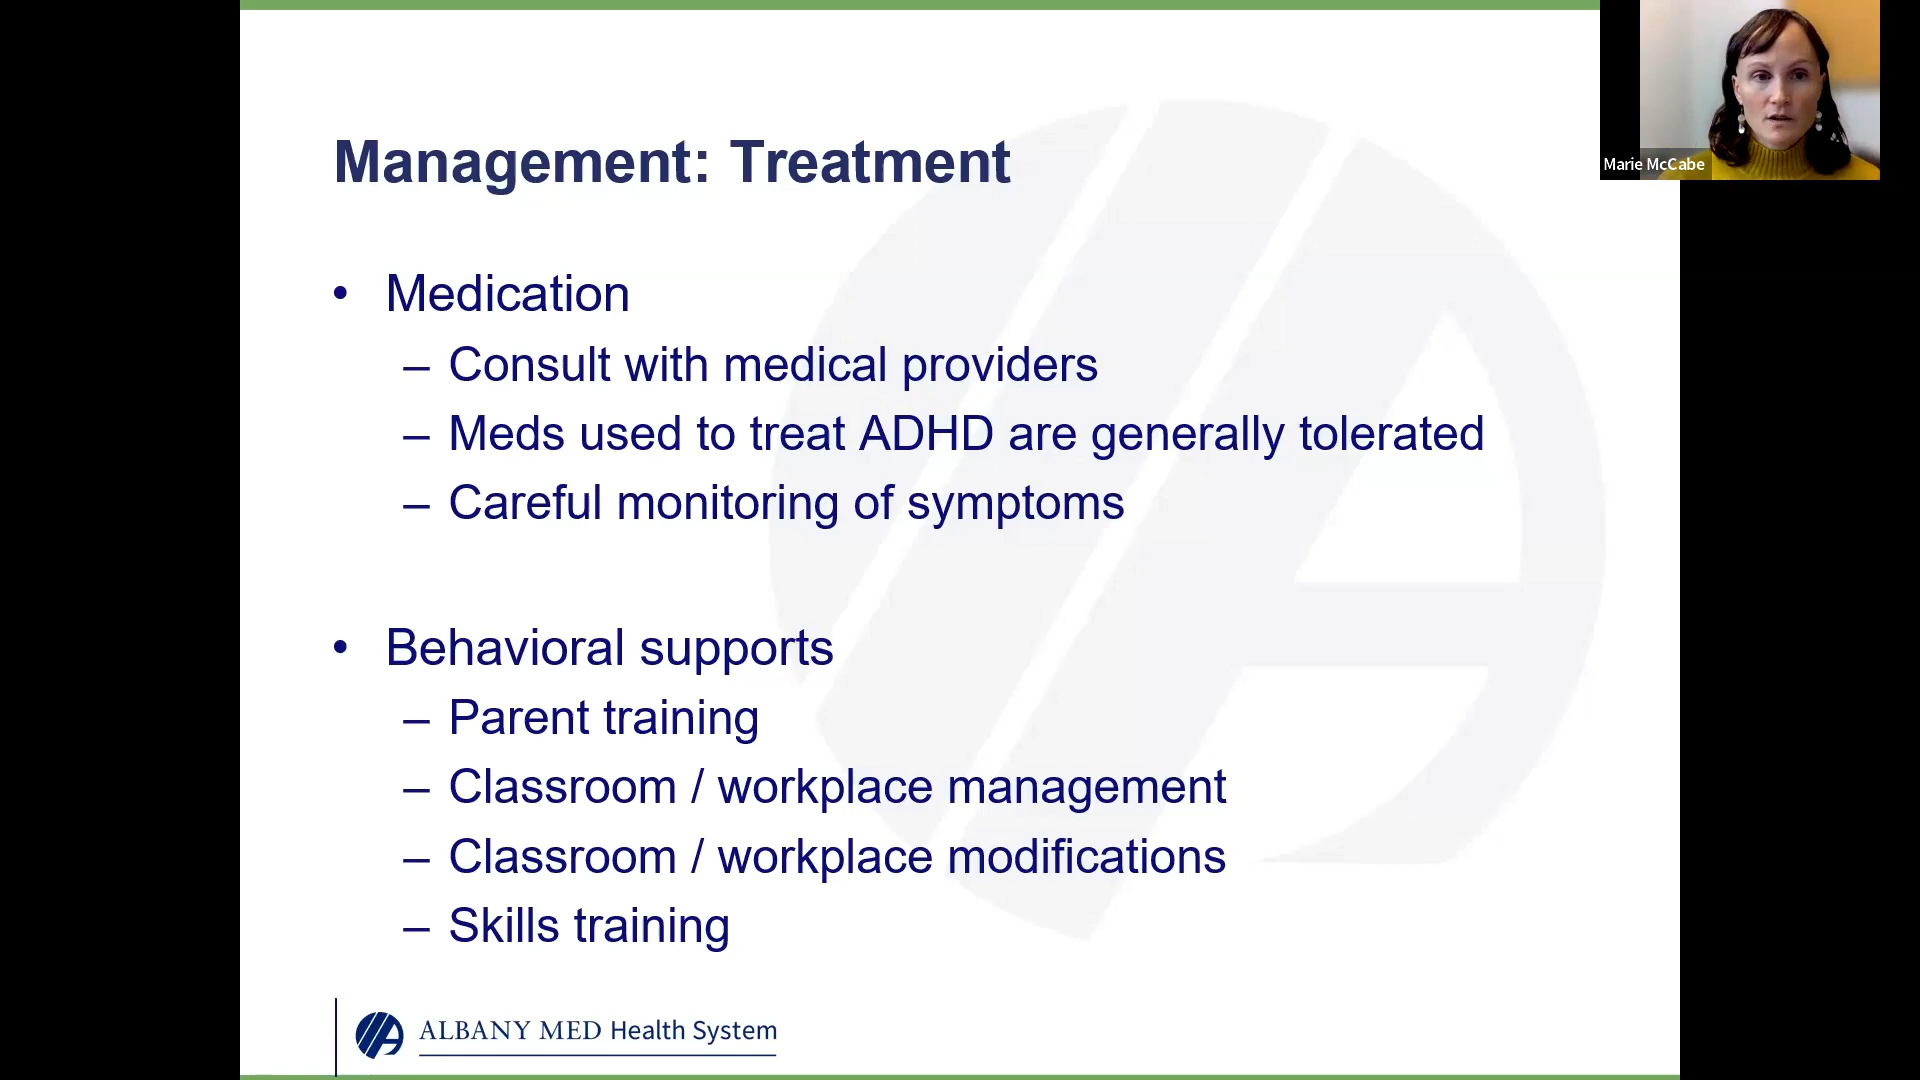 Management: Treatment
• Medication
– Consult with medical providers
– Meds used to treat ADHD are generally tolerated
– Careful monitoring of symptoms
• Behavioral supports
– Parent training
– Classroom / workplace management
– Classroom / workplace modifications
– Skills training
ALBANY MED Health System
Marie McCabe